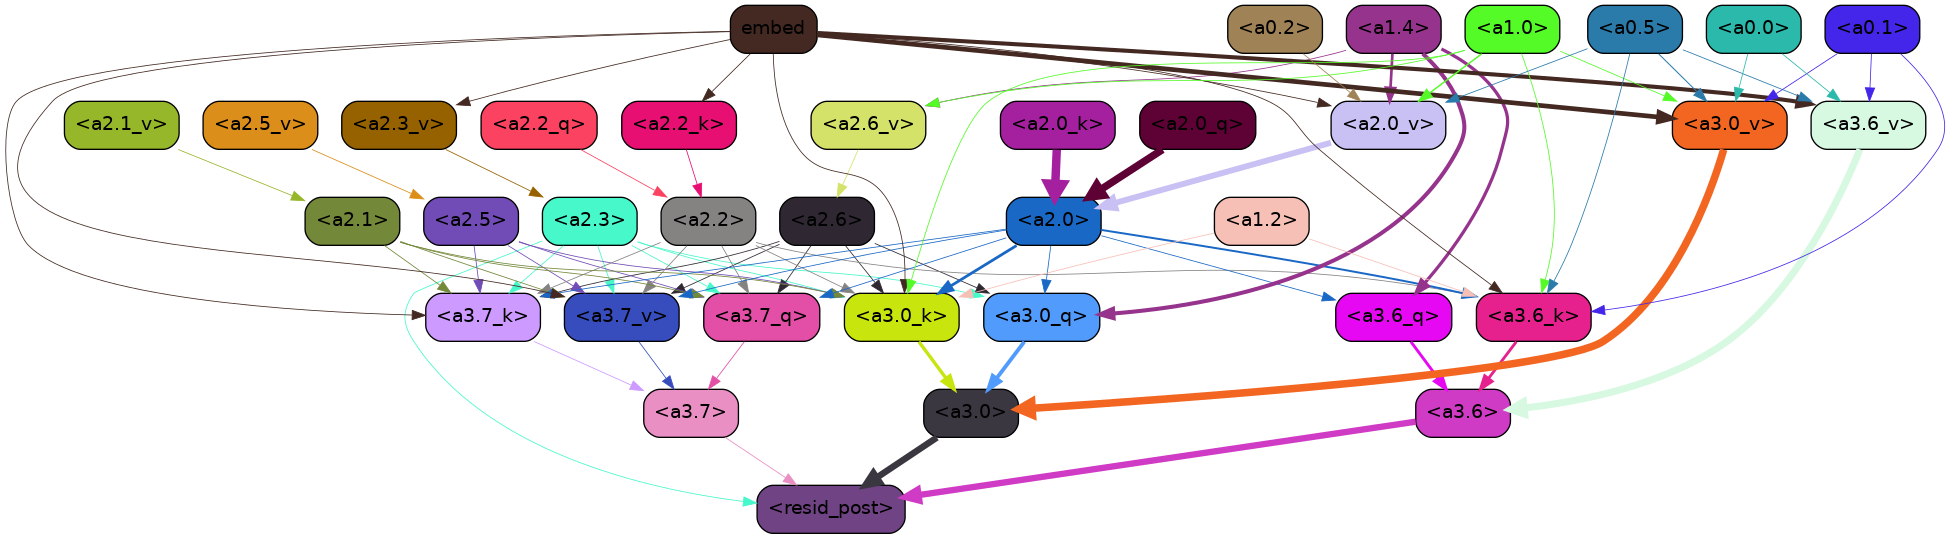 embed <a0.2> <a1.4> <a1.0> <a0.5> <a0.0> <a0.1>
<a2.1_v> <a2.5_v> <a2.3_v> <a2.2_q> <a2.2_k> <a2.6_v> <a2.0_k> <a2.0_q> <a2.0_v> <a3.0_v> <a3.6_v>
<a2.1> <a2.5> <a2.3> <a2.2> <a2.6> <a2.0> <a1.2>
<a3.7_k> <a3.7_v> <a3.7_q> <a3.0_k> <a3.0_q> <a3.6_q> <a3.6_k>
<a3.7> <a3.0> <a3.6>
<resid_post>